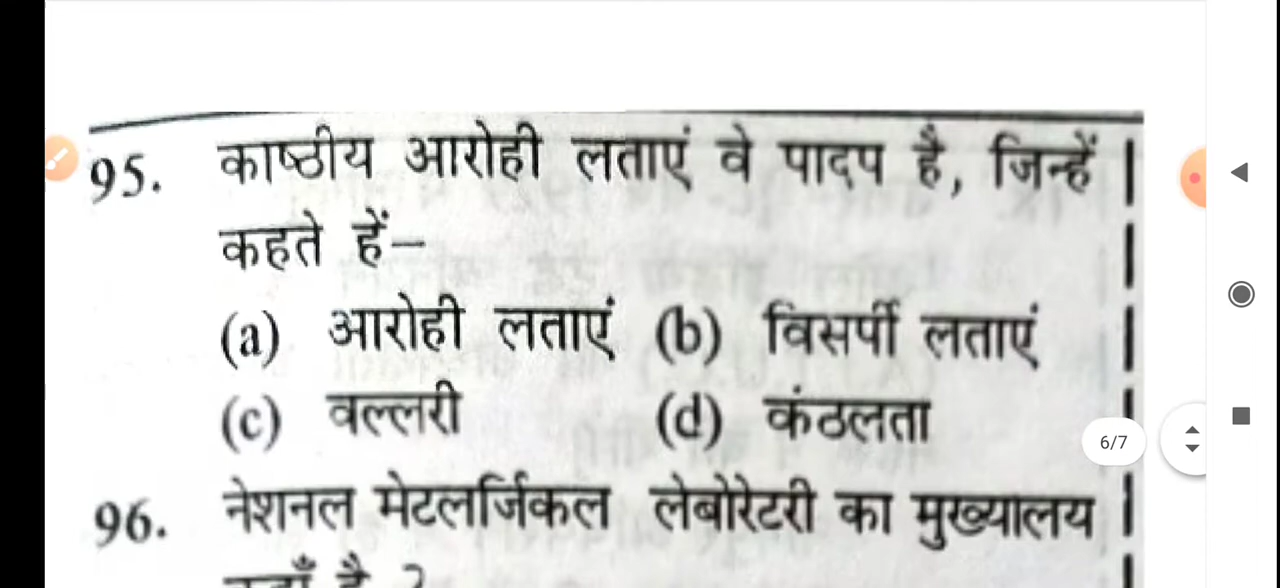 95. काष्ठीय आरोही लताएं वे पादप है, जिन्हें
कहते हैं–
(a) आरोही लताएं (b) विसर्पी लताएं
(c) वल्लरी (d) कंठलता
6/7
96. नेशनल मेटलर्जिकल लेबोरेटरी का मुख्यालय
कहाँ है ?